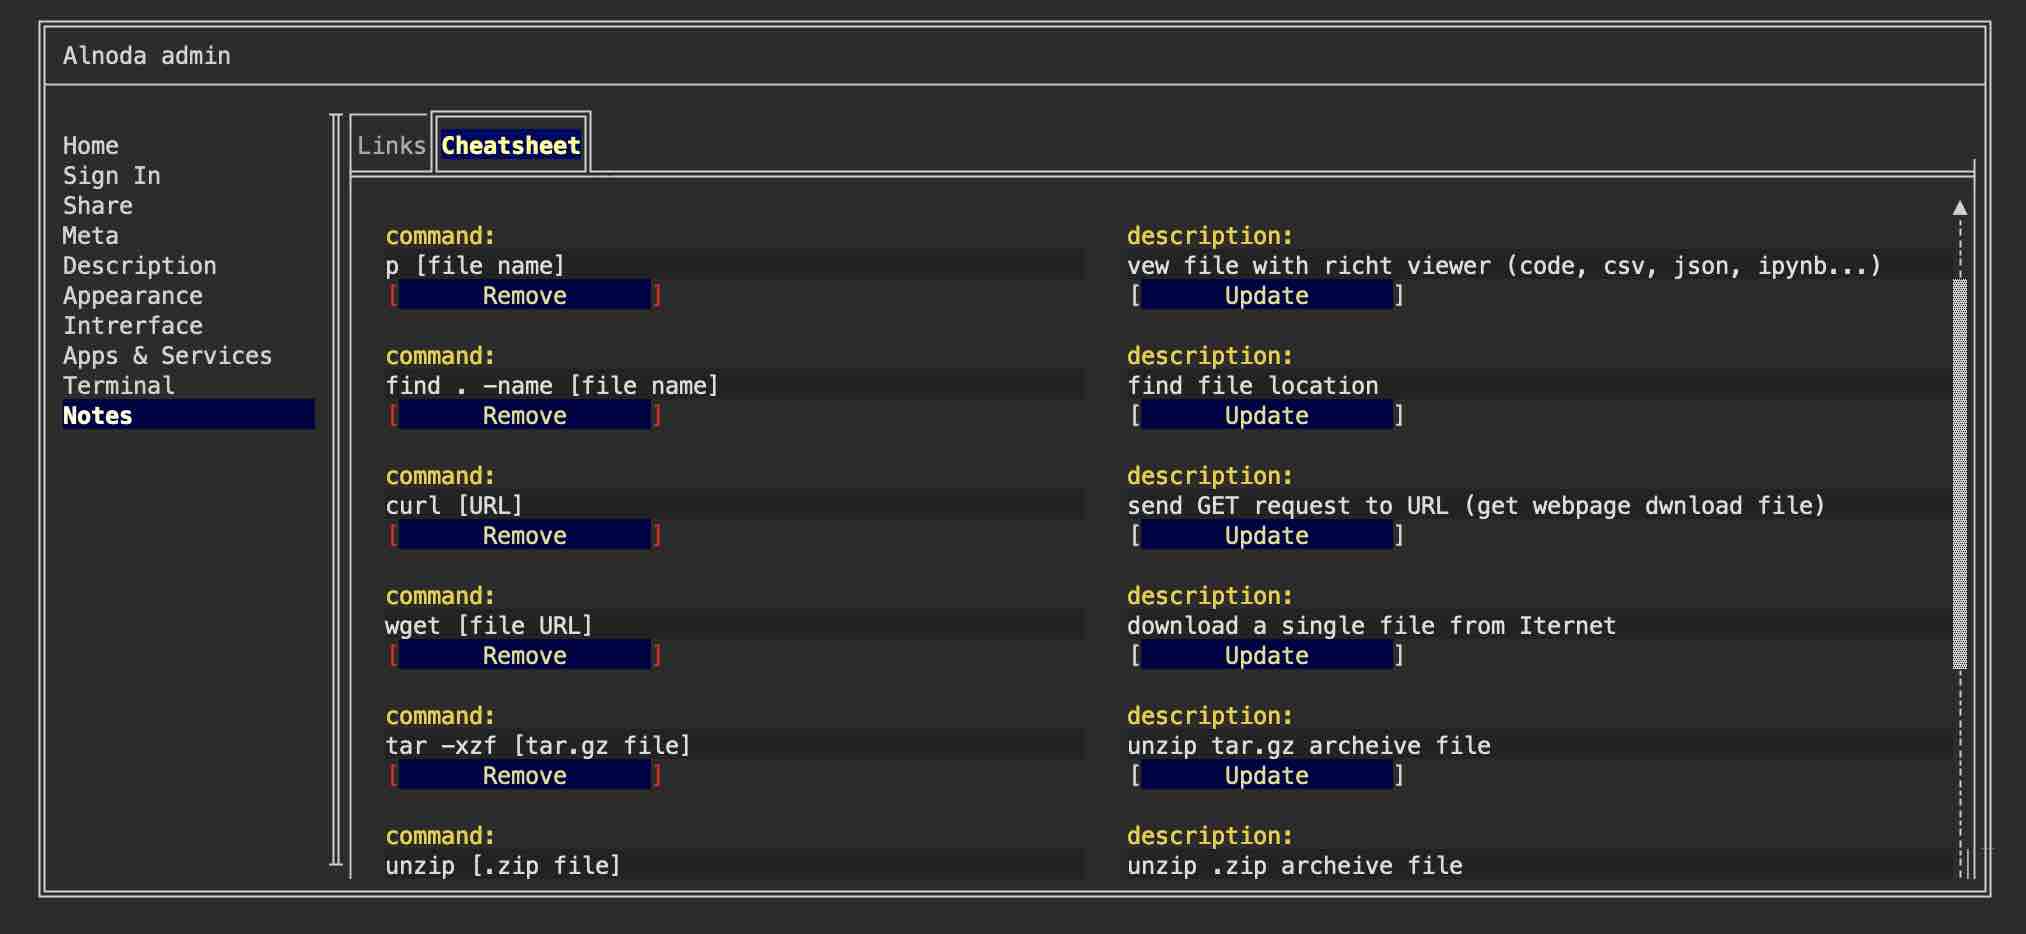 Alnoda admin
Home
Sign In
Share
Meta
Description
Appearance
Intrerface
Apps & Services
Terminal
Notes
Links Cheatsheet
command: description:
p [file name] vew file with richt viewer (code, csv, json, ipynb...)
[ Remove ] [ Update ]
command: description:
find . -name [file name] find file location
[ Remove ] [ Update ]
command: description:
curl [URL] send GET request to URL (get webpage dwnload file)
[ Remove ] [ Update ]
command: description:
wget [file URL] download a single file from Iternet
[ Remove ] [ Update ]
command: description:
tar -xzf [tar.gz file] unzip tar.gz archeive file
[ Remove ] [ Update ]
command: description:
unzip [.zip file] unzip .zip archeive file